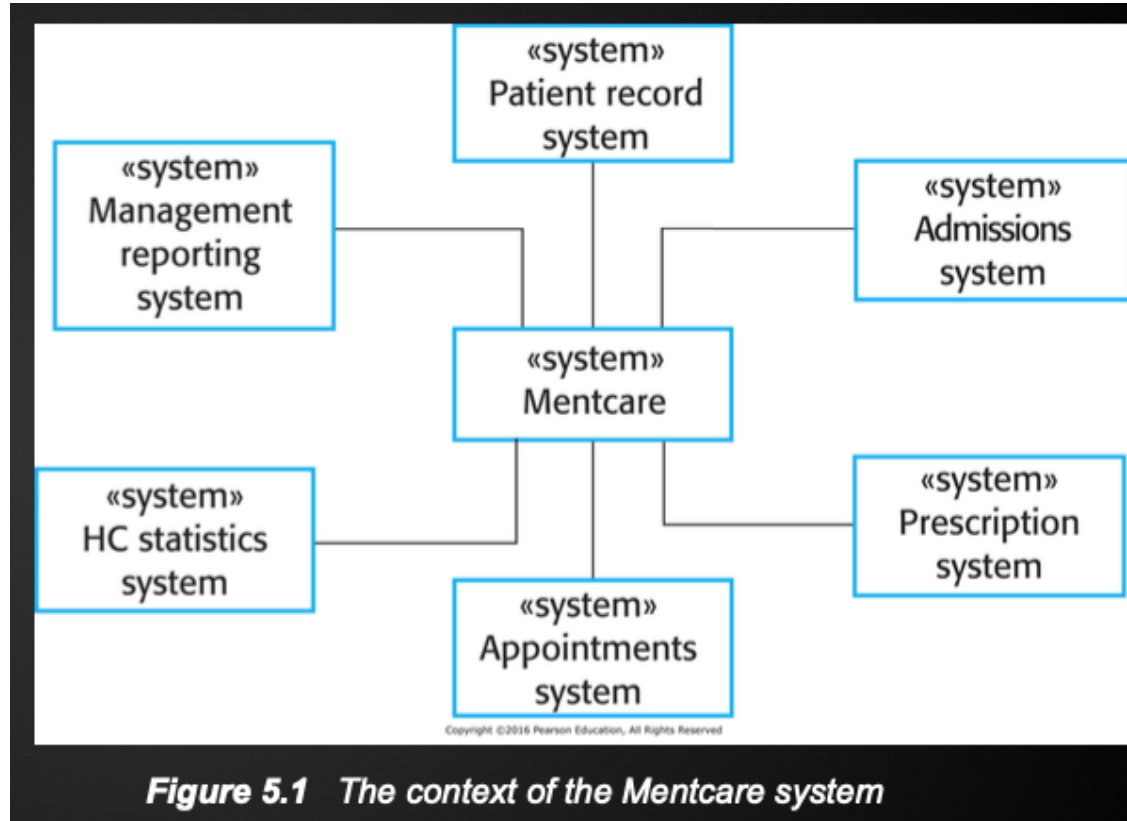 «system»
Patient record
system
«system»
Management
reporting
system
«system»
Admissions
system
«system»
Mentcare
«system»
HC statistics
system
«system»
Prescription
system
«system»
Appointments
system
Copyright ©2016 Pearson Education, All Rights Reserved
Figure 5.1 The context of the Mentcare system